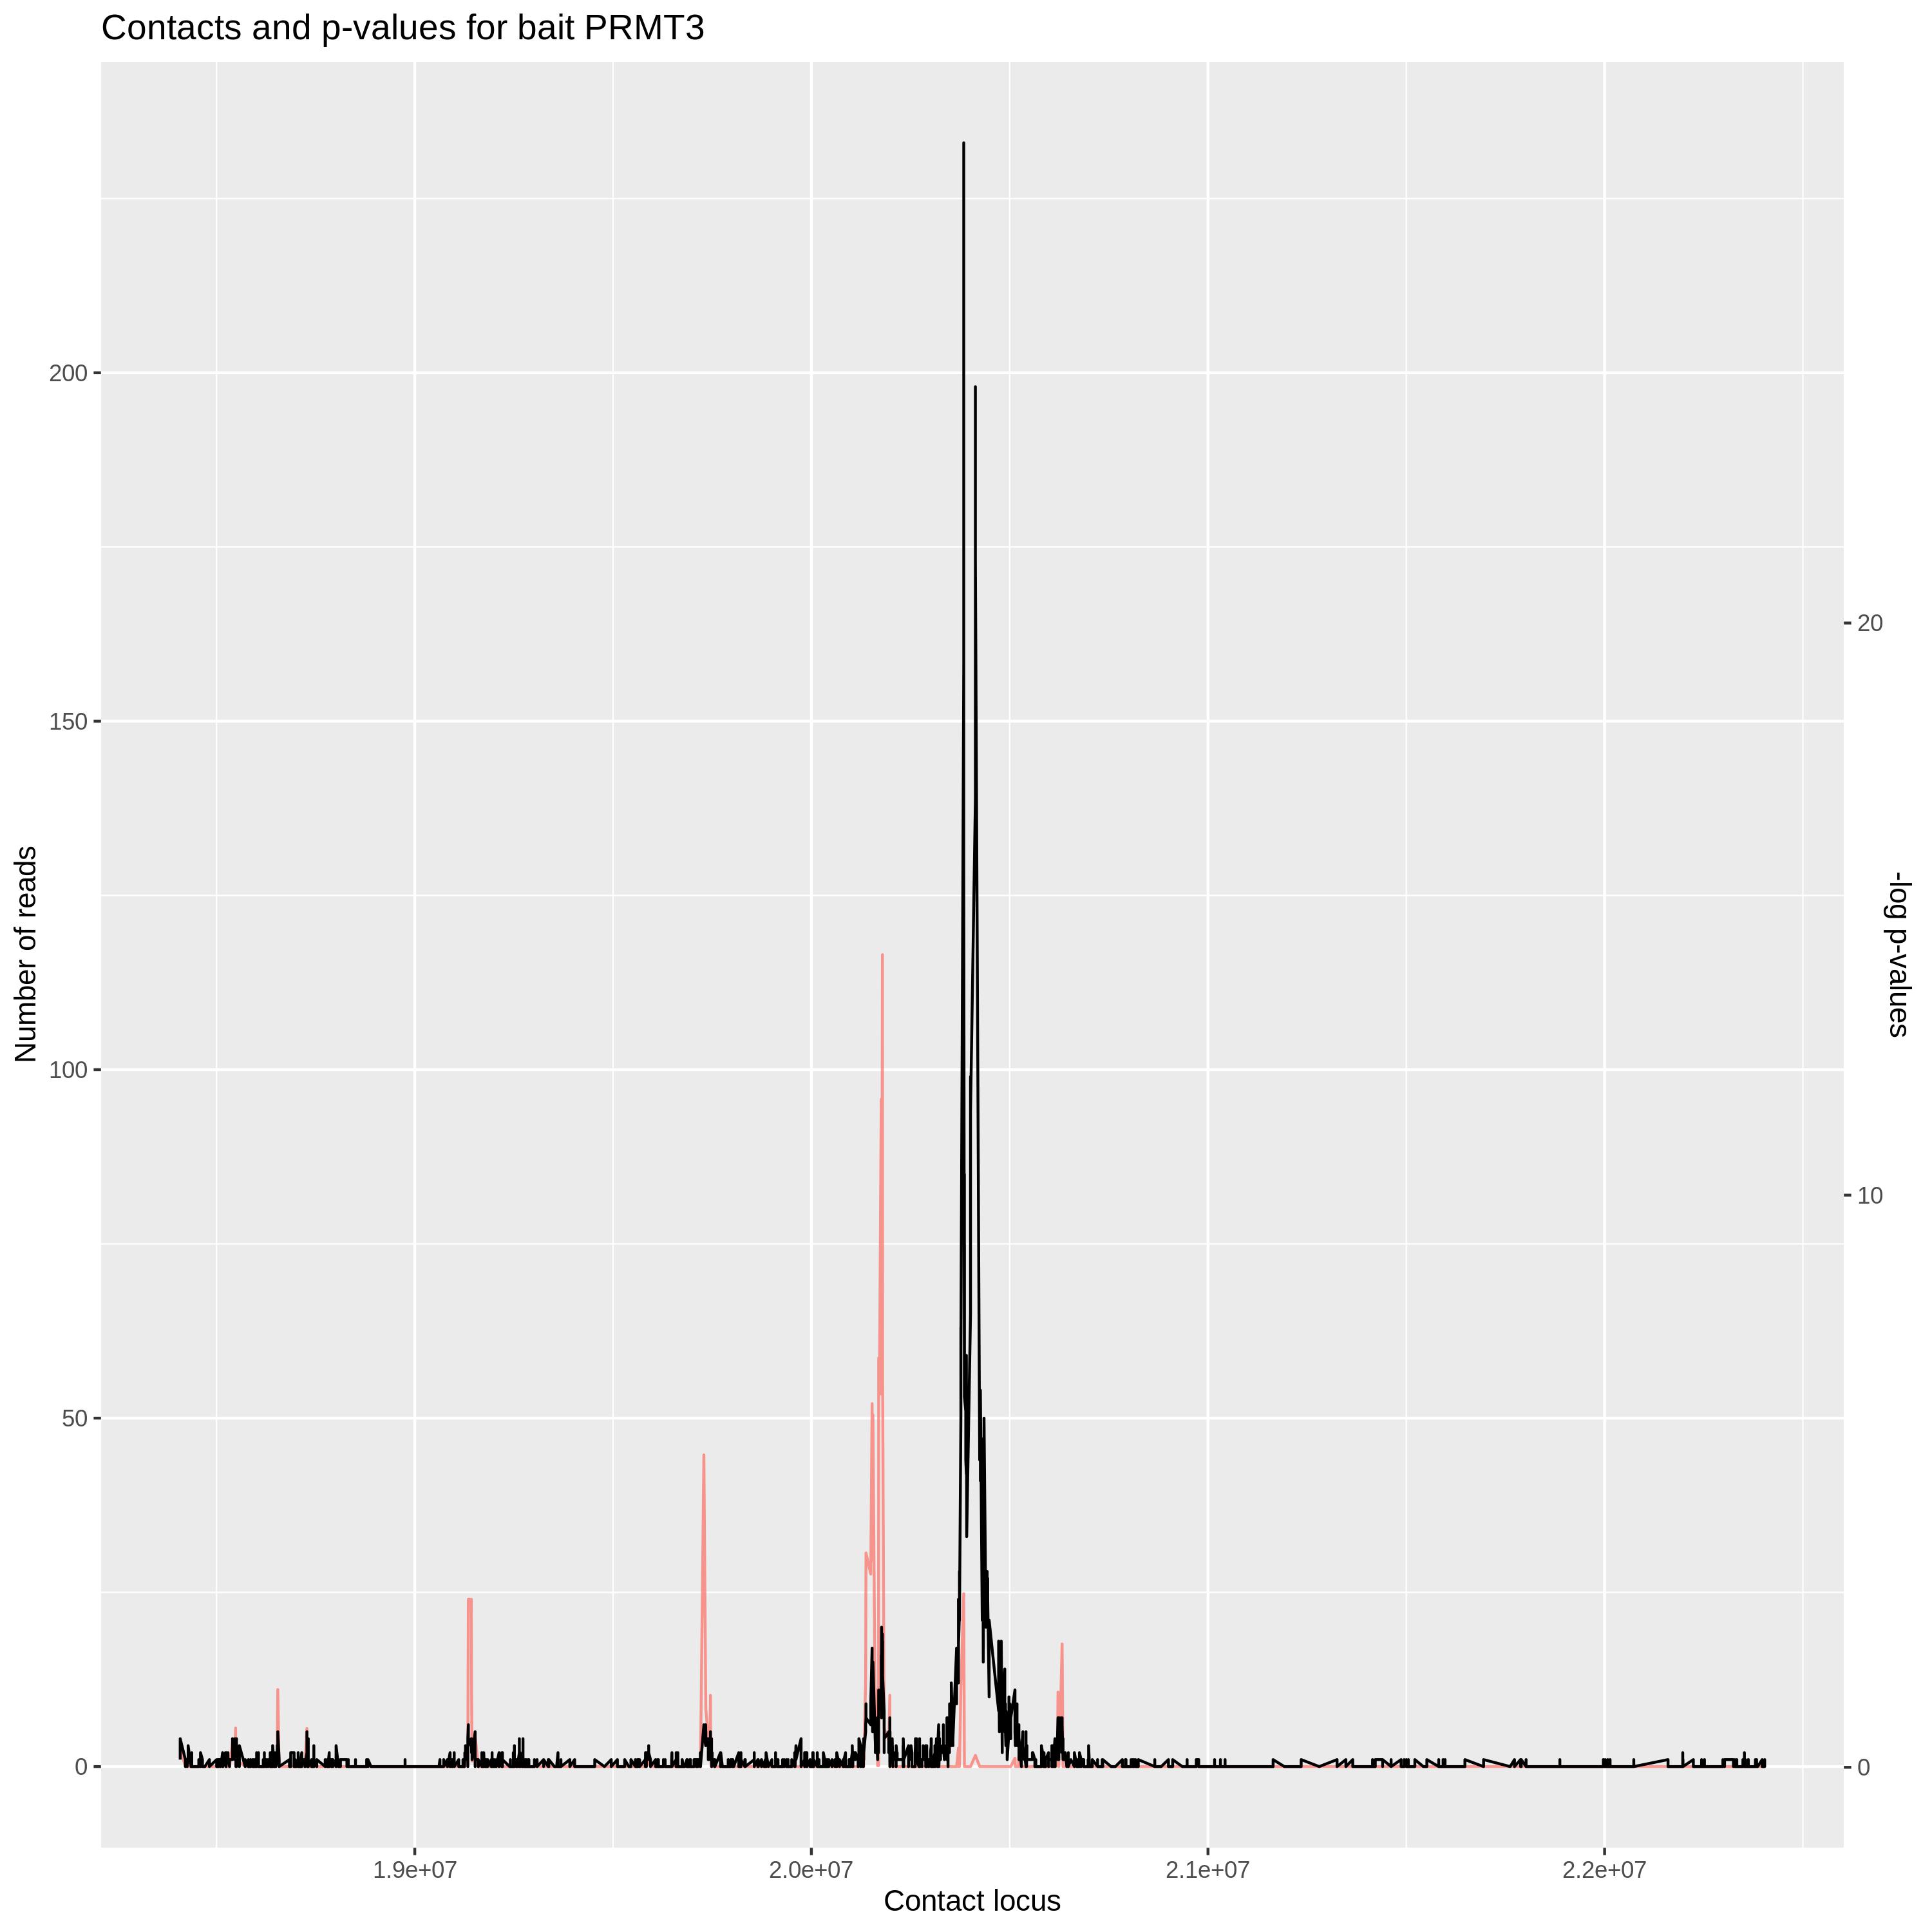 Contacts and p-values for bait PRMT3
200
150
100
50
0
Number of reads
20
10
0
-log p-values
1.9e+07
2.0e+07
2.1e+07
2.2e+07
Contact locus